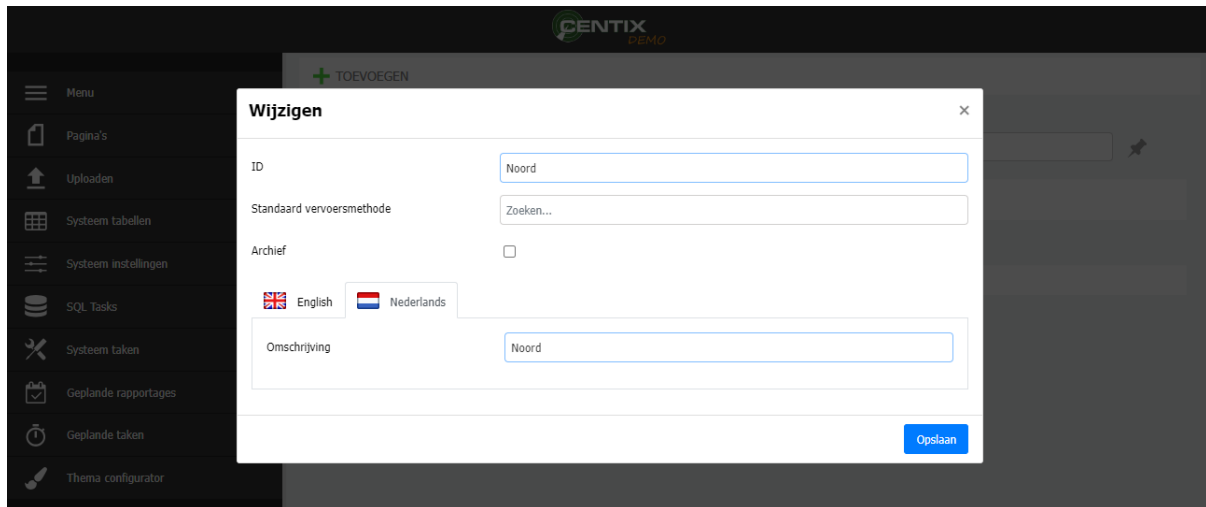 CENTIX
DEMO
TOEVOEGEN
Menu
Pagina's
Uploaden
Systeem tabellen
Systeem instellingen
SQL Tasks
Systeem taken
Geplande rapportages
Geplande taken
Thema configurator
Wijzigen
×
ID
Noord
Standaard vervoersmethode
Zoeken...
Archief
English Nederlands
Omschrijving
Noord
Opslaan